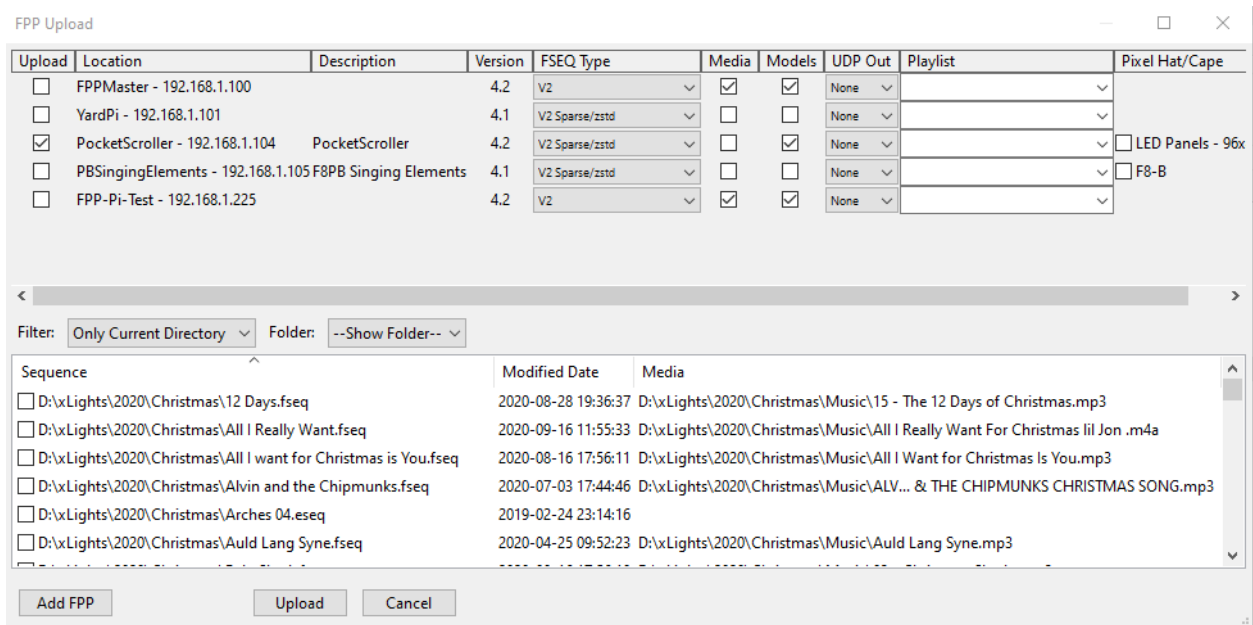 FPP Upload
Upload Location Description Version FSEQ Type Media Models UDP Out Playlist Pixel Hat/Cape
FPPMaster - 192.168.1.100 4.2 V2 None
YardPi - 192.168.1.101 4.1 V2 Sparse/zstd None
PocketScroller - 192.168.1.104 PocketScroller 4.2 V2 Sparse/zstd None LED Panels - 96x
PBSingingElements - 192.168.1.105 F8PB Singing Elements 4.1 V2 Sparse/zstd None F8-B
FPP-Pi-Test - 192.168.1.225 4.2 V2 None
Filter: Only Current Directory Folder: --Show Folder--
Sequence Modified Date Media
D:\xLights\2020\Christmas\12 Days.fseq 2020-08-28 19:36:37 D:\xLights\2020\Christmas\Music\15 - The 12 Days of Christmas.mp3
D:\xLights\2020\Christmas\All I Really Want.fseq 2020-09-16 11:55:33 D:\xLights\2020\Christmas\Music\All I Really Want For Christmas lil Jon .m4a
D:\xLights\2020\Christmas\All I want for Christmas is You.fseq 2020-08-16 17:56:11 D:\xLights\2020\Christmas\Music\All I Want for Christmas Is You.mp3
D:\xLights\2020\Christmas\Alvin and the Chipmunks.fseq 2020-07-03 17:44:46 D:\xLights\2020\Christmas\Music\ALV... & THE CHIPMUNKS CHRISTMAS SONG.mp3
D:\xLights\2020\Christmas\Arches 04.eseq 2019-02-24 23:14:16
D:\xLights\2020\Christmas\Auld Lang Syne.fseq 2020-04-25 09:52:23 D:\xLights\2020\Christmas\Music\Auld Lang Syne.mp3
Add FPP Upload Cancel